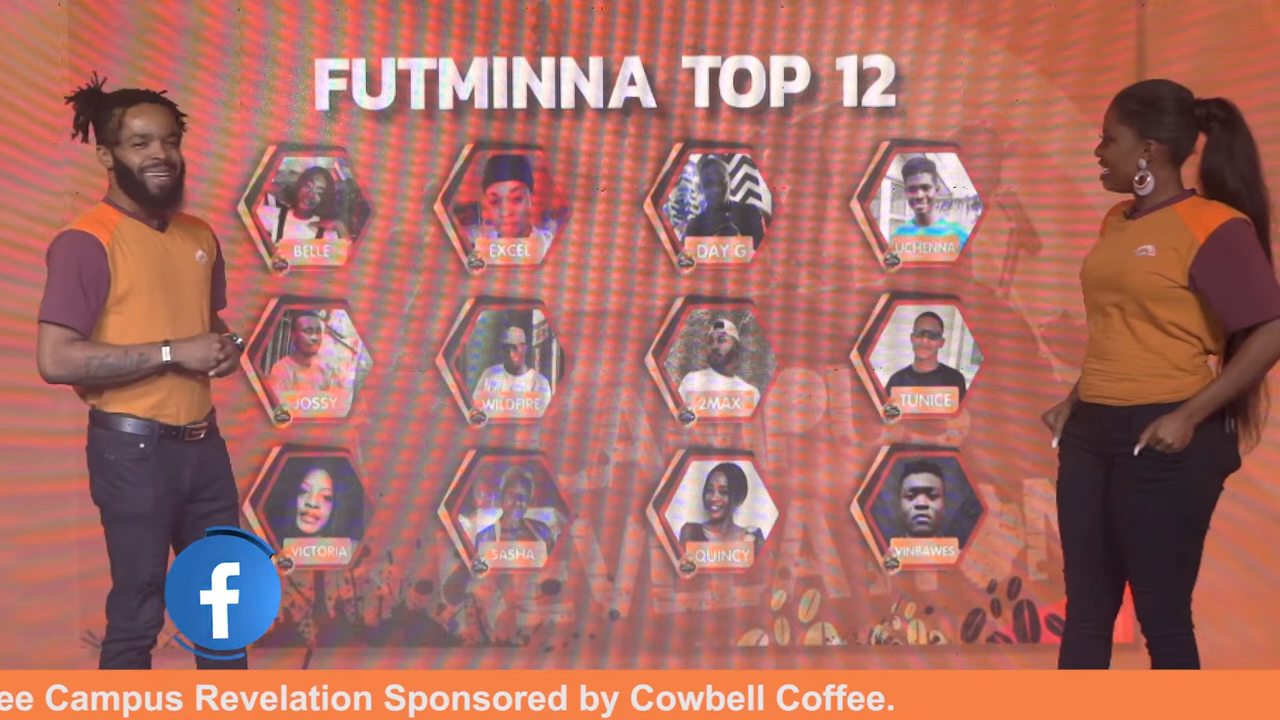 FUTMINNA TOP 12
BELLE
EXCEL
DAY G
UCHENNA
JOSSY
WILDFIRE
2MAX
TUNICE
VICTORIA
SASHA
QUINCY
VINBAWES
ee Campus Revelation Sponsored by Cowbell Coffee.